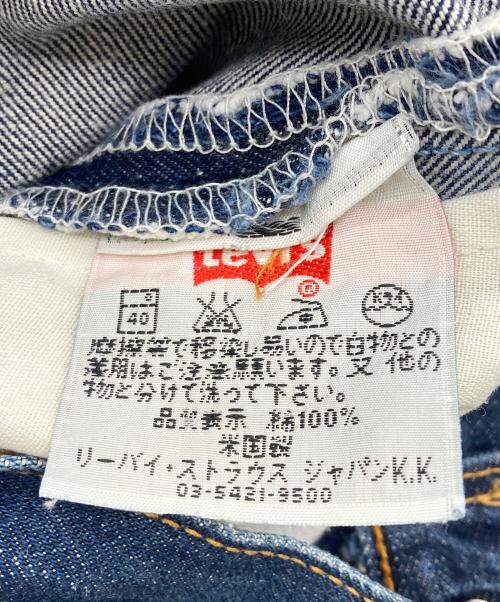 Levi's
®
40
摩擦等で移染し易いので白物との
着用はご注意願います。又 他の
物と分けて洗って下さい。
品質表示 綿100%
米国製
リーバイ・ストラウス ジャパンK.K.
03-5421-3500